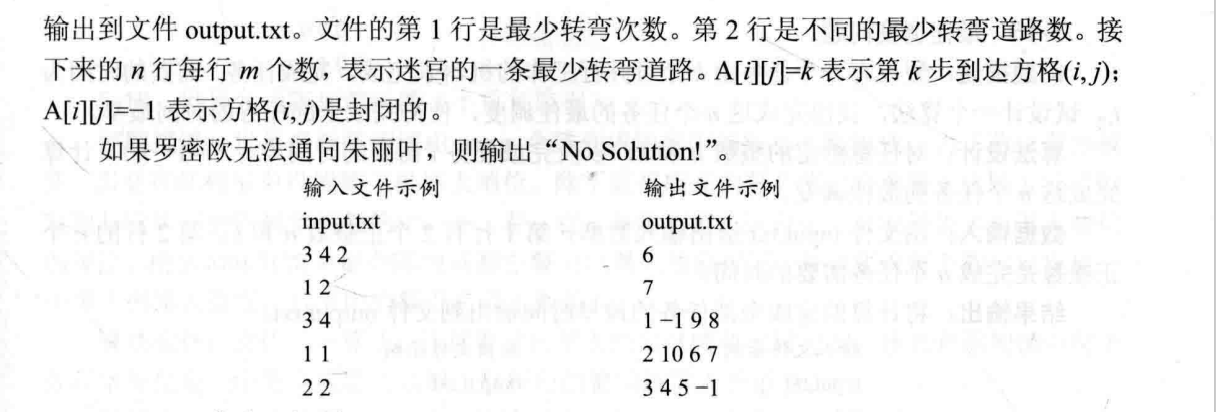 输出到文件 output.txt。文件的第 1 行是最少转弯次数。第 2 行是不同的最少转弯道路数。接
下来的 n 行每行 m 个数，表示迷宫的一条最少转弯道路。A[i][j]=k 表示第 k 步到达方格(i, j)；
A[i][j]=-1 表示方格(i, j)是封闭的。
如果罗密欧无法通向朱丽叶，则输出“No Solution!”。
输入文件示例 输出文件示例
input.txt output.txt
3 4 2 6
1 2 7
3 4 1 -1 9 8
1 1 2 10 6 7
2 2 3 4 5 -1